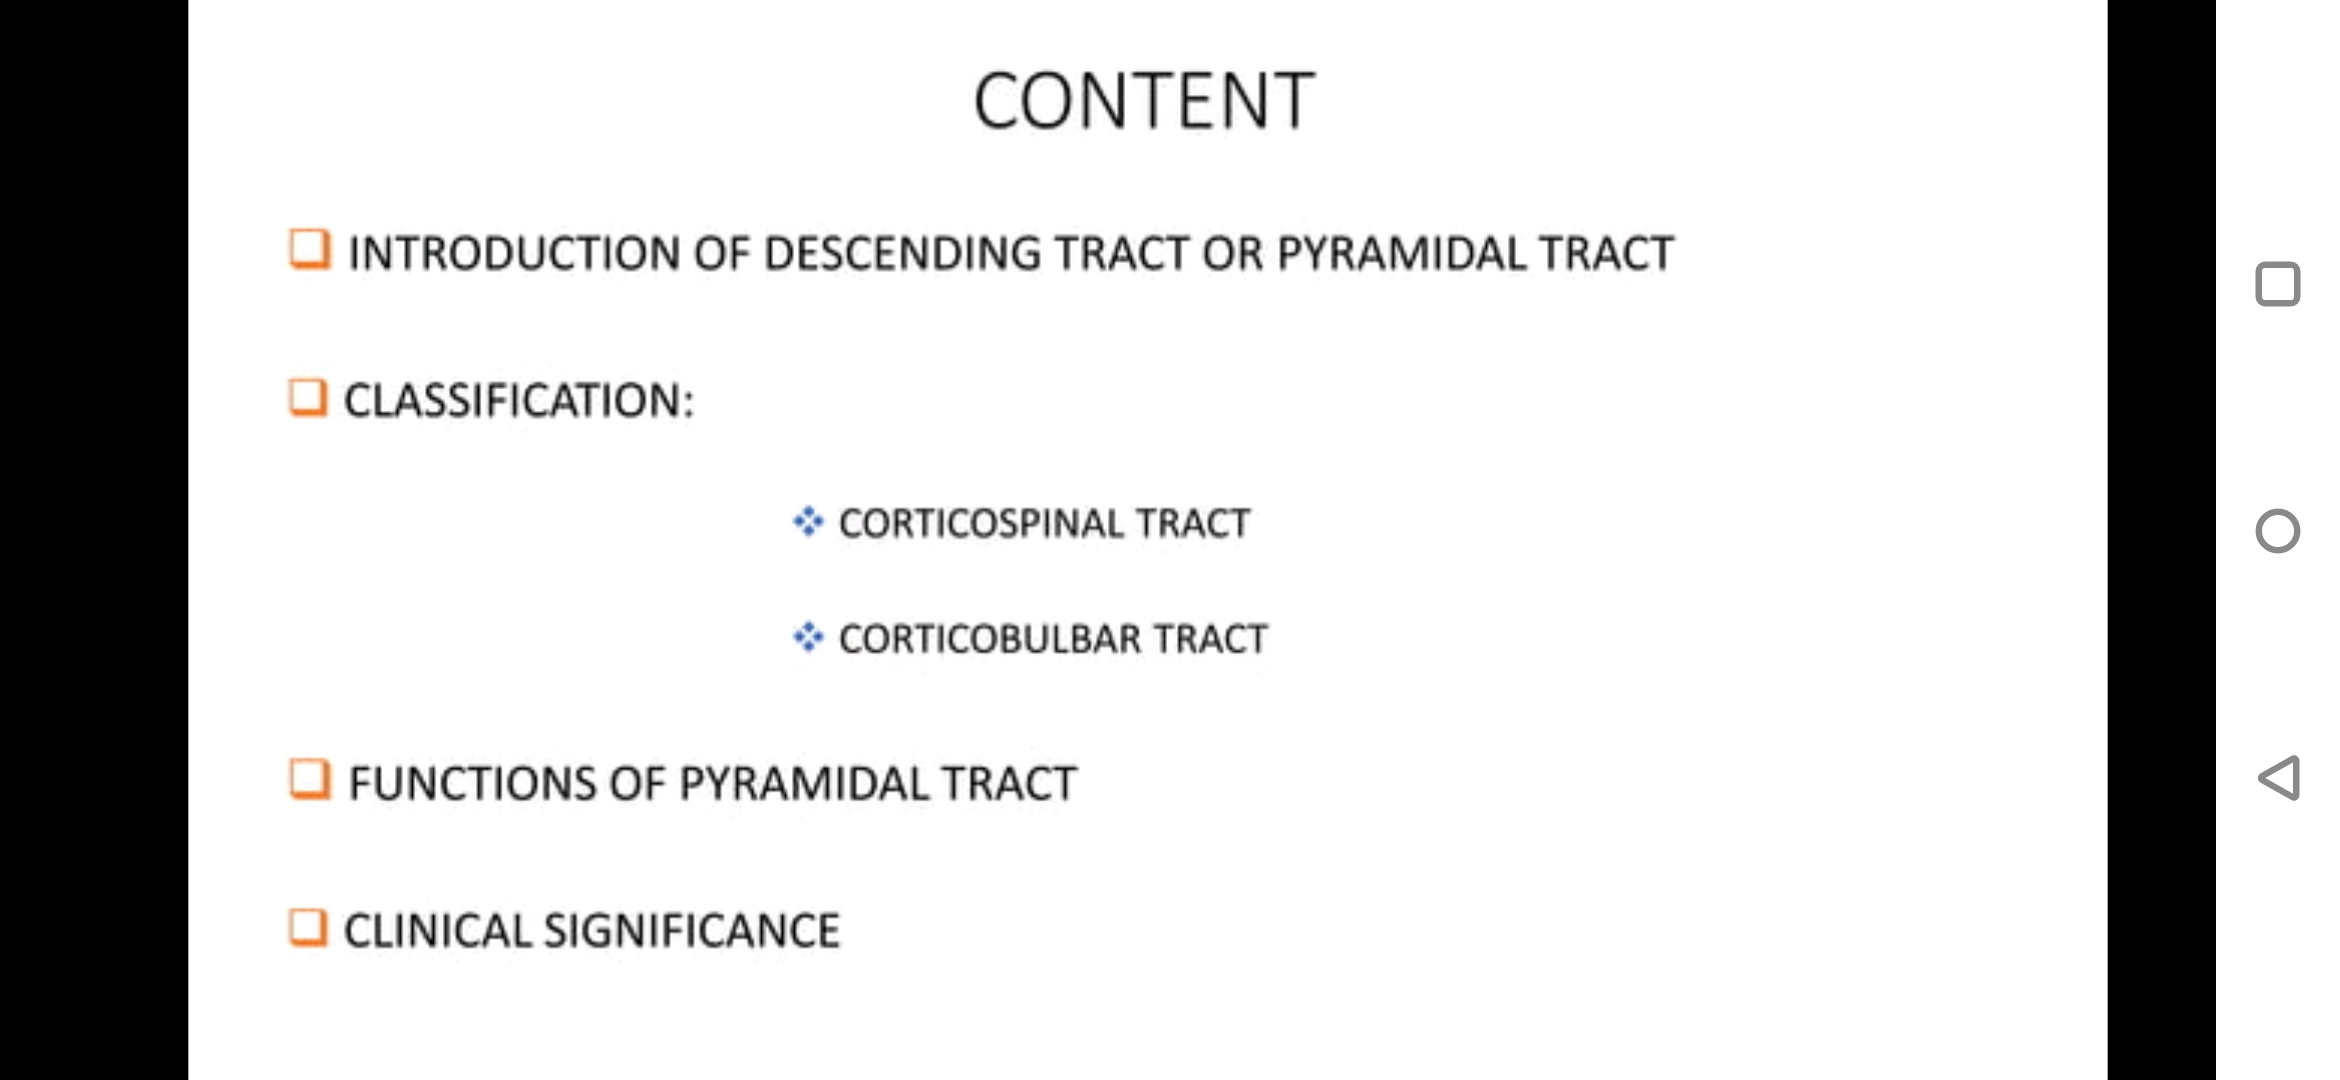 CONTENT
INTRODUCTION OF DESCENDING TRACT OR PYRAMIDAL TRACT
CLASSIFICATION:
CORTICOSPINAL TRACT
CORTICOBULBAR TRACT
FUNCTIONS OF PYRAMIDAL TRACT
CLINICAL SIGNIFICANCE